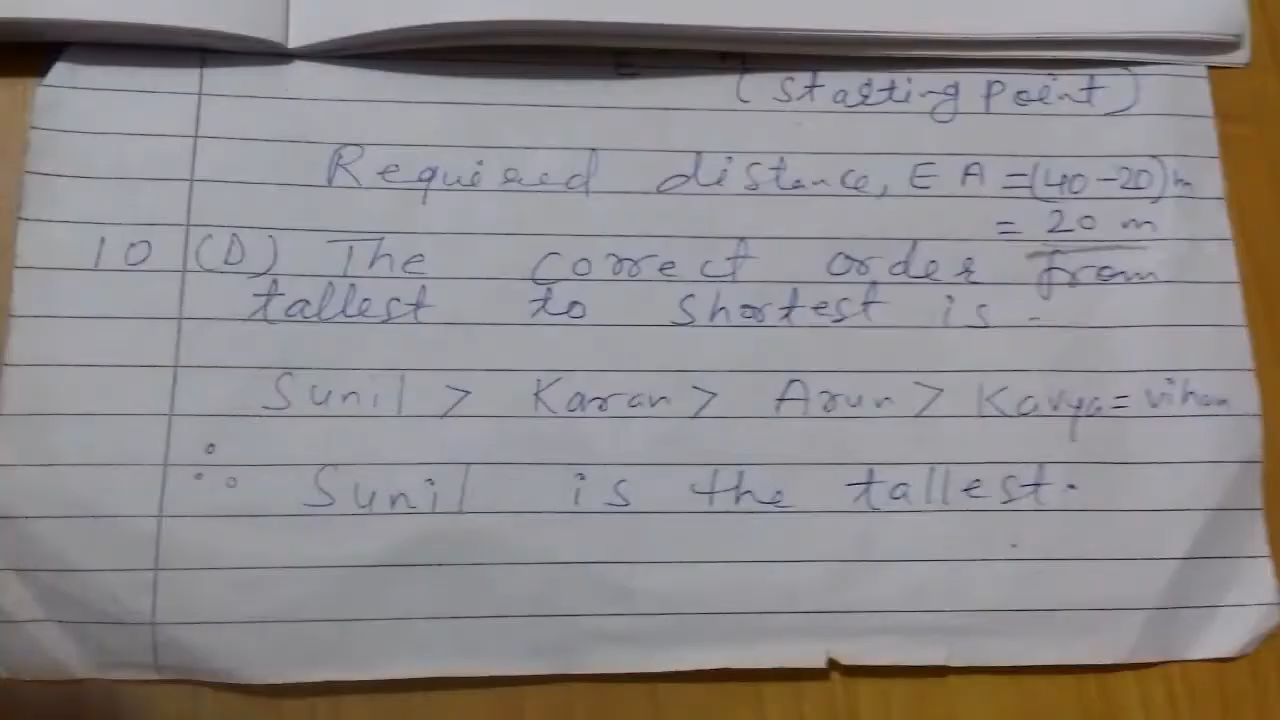 (Starting Point)
Required distance, EA = (40-20)m
= 20 m
10 (D) The correct order from
tallest to shortest is -
Sunil > Karan > Arun > Kavya = vihan
∴ Sunil is the tallest.